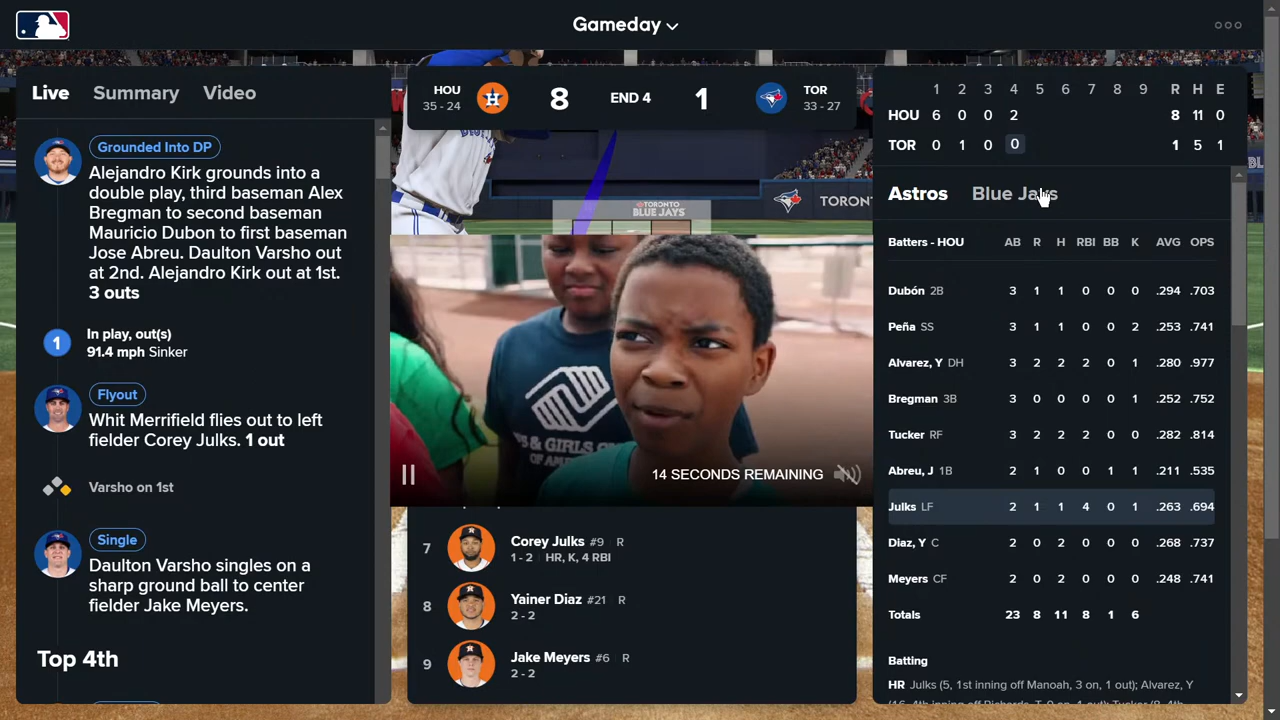 Gameday
Live Summary Video
Grounded Into DP
Alejandro Kirk grounds into a
double play, third baseman Alex
Bregman to second baseman
Mauricio Dubon to first baseman
Jose Abreu. Daulton Varsho out
at 2nd. Alejandro Kirk out at 1st.
3 outs
1
In play, out(s)
91.4 mph Sinker
Flyout
Whit Merrifield flies out to left
fielder Corey Julks. 1 out
Varsho on 1st
Single
Daulton Varsho singles on a
sharp ground ball to center
fielder Jake Meyers.
Top 4th
HOU
35 - 24
8
END 4
1
TOR
33 - 27
TORONTO
BLUE JAYS
TORON
14 SECONDS REMAINING
7 Corey Julks #9 R
1 - 2 HR, K, 4 RBI
8 Yainer Diaz #21 R
2 - 2
9 Jake Meyers #6 R
2 - 2
1 2 3 4 5 6 7 8 9 R H E
HOU 6 0 0 2 8 11 0
TOR 0 1 0 0 1 5 1
Astros Blue Jays
Batters - HOU AB R H RBI BB K AVG OPS
Dubón 2B 3 1 1 0 0 0 .294 .703
Peña SS 3 1 1 0 0 2 .253 .741
Alvarez, Y DH 3 2 2 2 0 1 .280 .977
Bregman 3B 3 0 0 0 0 1 .252 .752
Tucker RF 3 2 2 2 0 0 .282 .814
Abreu, J 1B 2 1 0 0 1 1 .211 .535
Julks LF 2 1 1 4 0 1 .263 .694
Diaz, Y C 2 0 2 0 0 0 .268 .737
Meyers CF 2 0 2 0 0 0 .248 .741
Totals 23 8 11 8 1 6
Batting
HR Julks (5, 1st inning off Manoah, 3 on, 1 out); Alvarez, Y